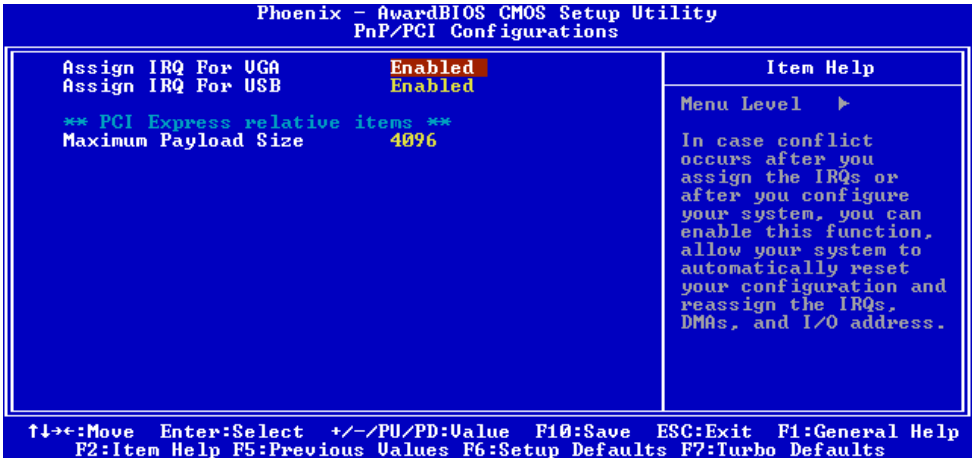 Phoenix - AwardBIOS CMOS Setup Utility
PnP/PCI Configurations
Assign IRQ For VGA Enabled
Assign IRQ For USB Enabled
** PCI Express relative items **
Maximum Payload Size 4096
Item Help
Menu Level ►
In case conflict
occurs after you
assign the IRQs or
after you configure
your system, you can
enable this function,
allow your system to
automatically reset
your configuration and
reassign the IRQs,
DMAs, and I/O address.
↑↓→←:Move Enter:Select +/-/PU/PD:Value F10:Save ESC:Exit F1:General Help
F2:Item Help F5:Previous Values F6:Setup Defaults F7:Turbo Defaults